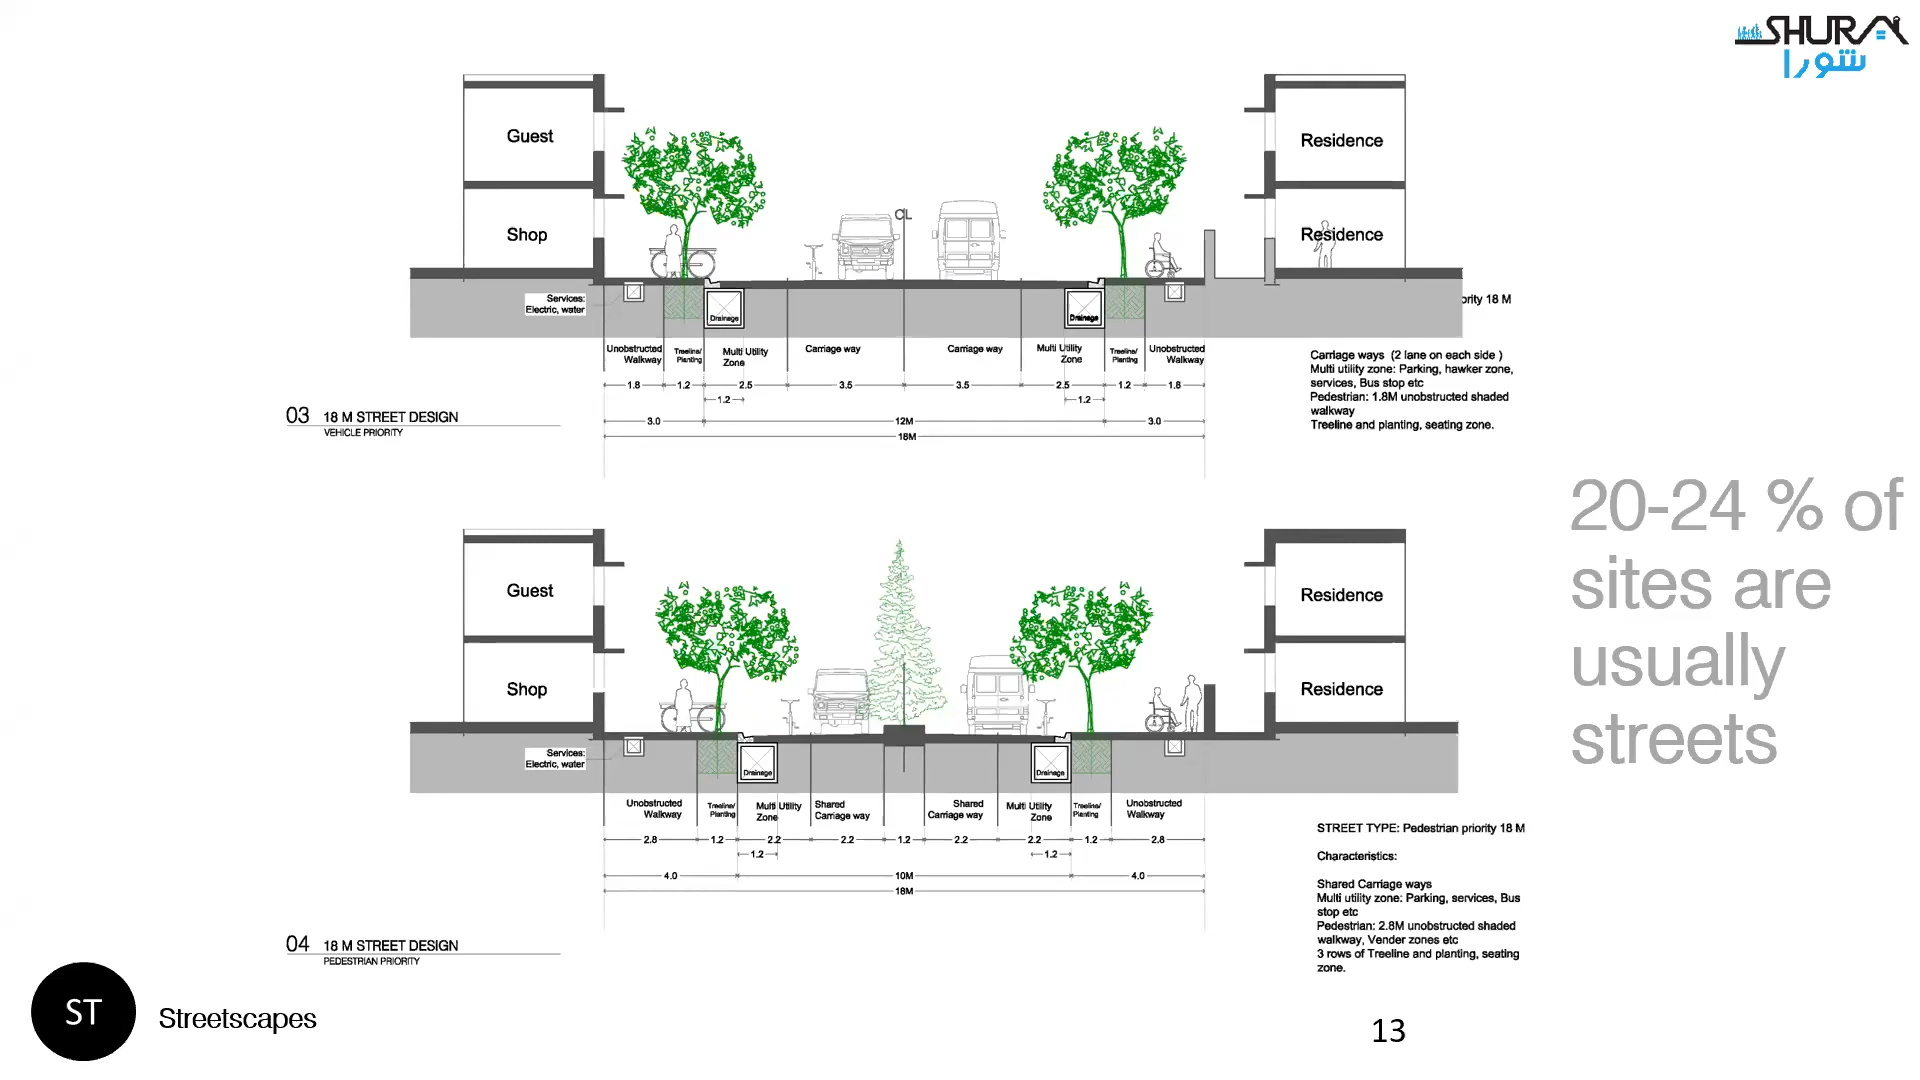 SHURAA
شورا
Guest
Residence
Shop
Residence
CL
Services:
Electric, water
Drainage
Drainage
ority 18 M
Unobstructed
Walkway
Treeline/
Planting
Multi Utility
Zone
Carriage way
Carriage way
Multi Utility
Zone
Treeline/
Planting
Unobstructed
Walkway
1.8
1.2
2.5
3.5
3.5
2.5
1.2
1.8
1.2
1.2
3.0
12M
3.0
18M
Carriage ways (2 lane on each side )
Multi utility zone: Parking, hawker zone,
services, Bus stop etc
Pedestrian: 1.8M unobstructed shaded
walkway
Treeline and planting, seating zone.
03 18 M STREET DESIGN
VEHICLE PRIORITY
20-24 % of
sites are
usually
streets
Guest
Residence
Shop
Residence
Services:
Electric, water
Drainage
Drainage
Unobstructed
Walkway
Treeline/
Planting
Multi Utility
Zone
Shared
Carriage way
Shared
Carriage way
Multi Utility
Zone
Treeline/
Planting
Unobstructed
Walkway
2.8
1.2
2.2
2.2
1.2
2.2
2.2
1.2
2.8
1.2
1.2
4.0
10M
4.0
18M
STREET TYPE: Pedestrian priority 18 M
Characteristics:
Shared Carriage ways
Multi utility zone: Parking, services, Bus
stop etc
Pedestrian: 2.8M unobstructed shaded
walkway, Vender zones etc
3 rows of Treeline and planting, seating
zone.
04 18 M STREET DESIGN
PEDESTRIAN PRIORITY
ST
Streetscapes
13